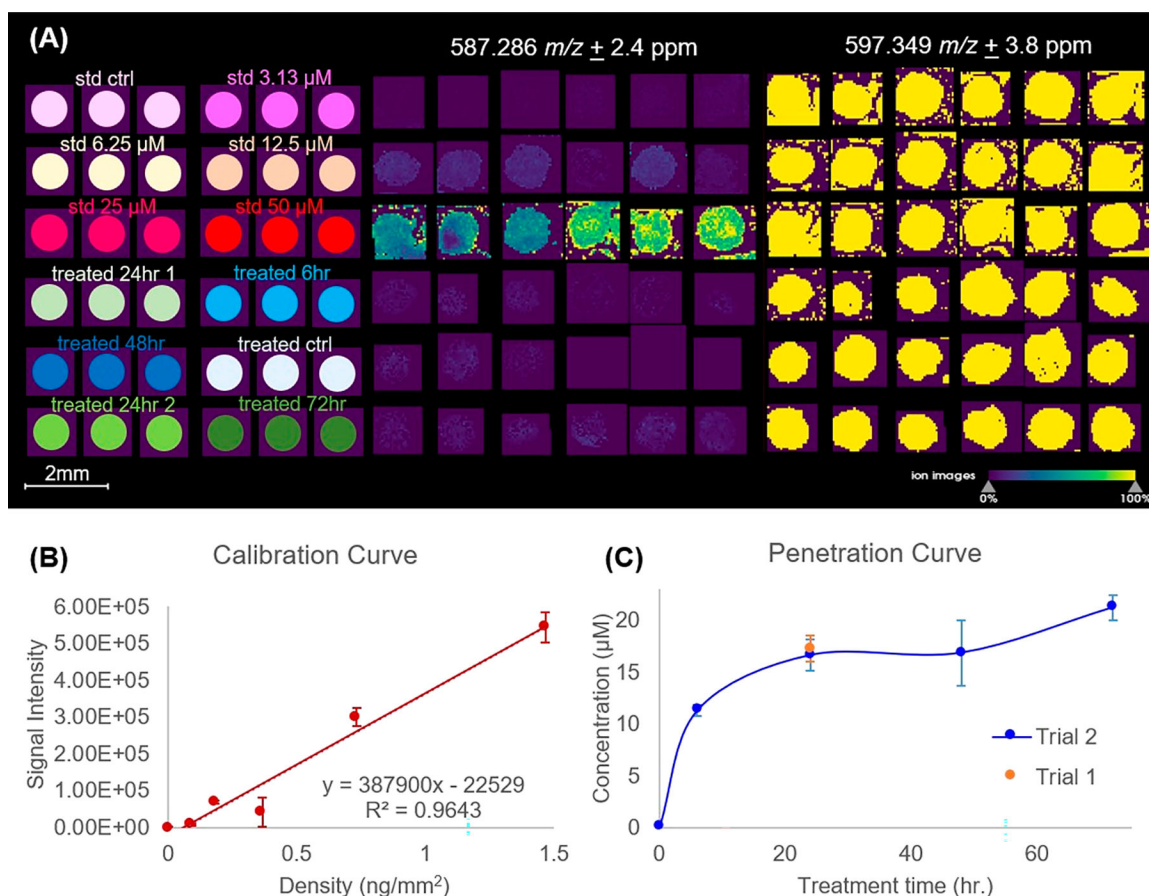 (A)
587.286 m/z ± 2.4 ppm
597.349 m/z ± 3.8 ppm
std ctrl
std 3.13 µM
std 6.25 µM
std 12.5 µM
std 25 µM
std 50 µM
treated 24hr 1
treated 6hr
treated 48hr
treated ctrl
treated 24hr 2
treated 72hr
2mm
ion images
0%
100%
(B)
Calibration Curve
Signal Intensity
6.00E+05
5.00E+05
4.00E+05
3.00E+05
2.00E+05
1.00E+05
0.00E+00
y = 387900x - 22529
R² = 0.9643
0
0.5
1
1.5
Density (ng/mm²)
(C)
Penetration Curve
Concentration (µM)
20
15
10
5
0
Trial 2
Trial 1
0
20
40
60
Treatment time (hr.)